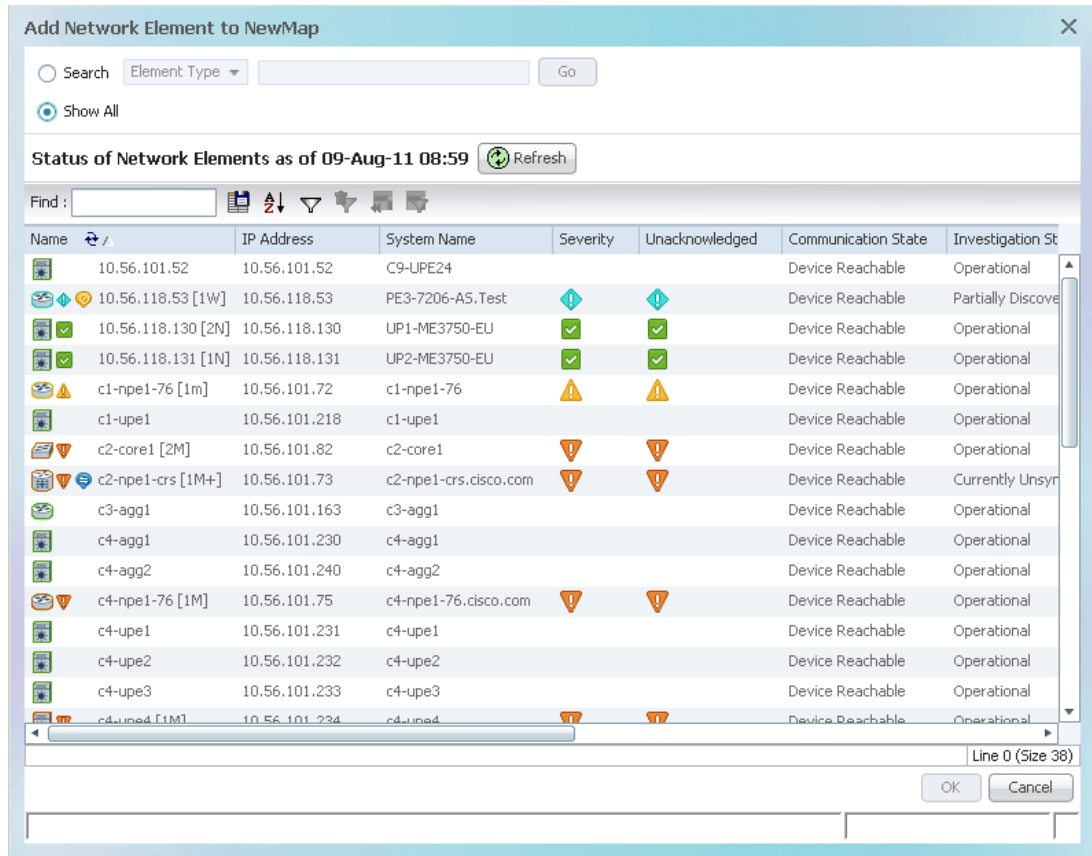 Add Network Element to NewMap
Search Element Type Go
Show All
Status of Network Elements as of 09-Aug-11 08:59 Refresh
Find :
Name IP Address System Name Severity Unacknowledged Communication State Investigation St
10.56.101.52 10.56.101.52 C9-UPE24 Device Reachable Operational
10.56.118.53 [1W] 10.56.118.53 PE3-7206-AS.Test Device Reachable Partially Discove
10.56.118.130 [2N] 10.56.118.130 UP1-ME3750-EU Device Reachable Operational
10.56.118.131 [1N] 10.56.118.131 UP2-ME3750-EU Device Reachable Operational
c1-npe1-76 [1m] 10.56.101.72 c1-npe1-76 Device Reachable Operational
c1-upe1 10.56.101.218 c1-upe1 Device Reachable Operational
c2-core1 [2M] 10.56.101.82 c2-core1 Device Reachable Operational
c2-npe1-crs [1M+] 10.56.101.73 c2-npe1-crs.cisco.com Device Reachable Currently Unsyn
c3-agg1 10.56.101.163 c3-agg1 Device Reachable Operational
c4-agg1 10.56.101.230 c4-agg1 Device Reachable Operational
c4-agg2 10.56.101.240 c4-agg2 Device Reachable Operational
c4-npe1-76 [1M] 10.56.101.75 c4-npe1-76.cisco.com Device Reachable Operational
c4-upe1 10.56.101.231 c4-upe1 Device Reachable Operational
c4-upe2 10.56.101.232 c4-upe2 Device Reachable Operational
c4-upe3 10.56.101.233 c4-upe3 Device Reachable Operational
c4-upe4 [1M] 10.56.101.234 c4-upe4 Device Reachable Operational
Line 0 (Size 38)
OK Cancel